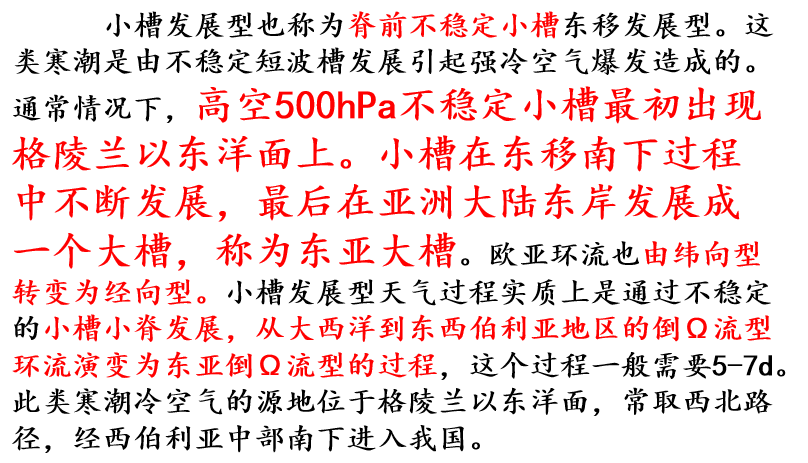 小槽发展型也称为脊前不稳定小槽东移发展型。这
类寒潮是由不稳定短波槽发展引起强冷空气爆发造成的。
通常情况下，高空500hPa不稳定小槽最初出现
格陵兰以东洋面上。小槽在东移南下过程
中不断发展，最后在亚洲大陆东岸发展成
一个大槽，称为东亚大槽。欧亚环流也由纬向型
转变为经向型。小槽发展型天气过程实质上是通过不稳定
的小槽小脊发展，从大西洋到东西伯利亚地区的倒Ω流型
环流演变为东亚倒Ω流型的过程，这个过程一般需要5-7d。
此类寒潮冷空气的源地位于格陵兰以东洋面，常取西北路
径，经西伯利亚中部南下进入我国。